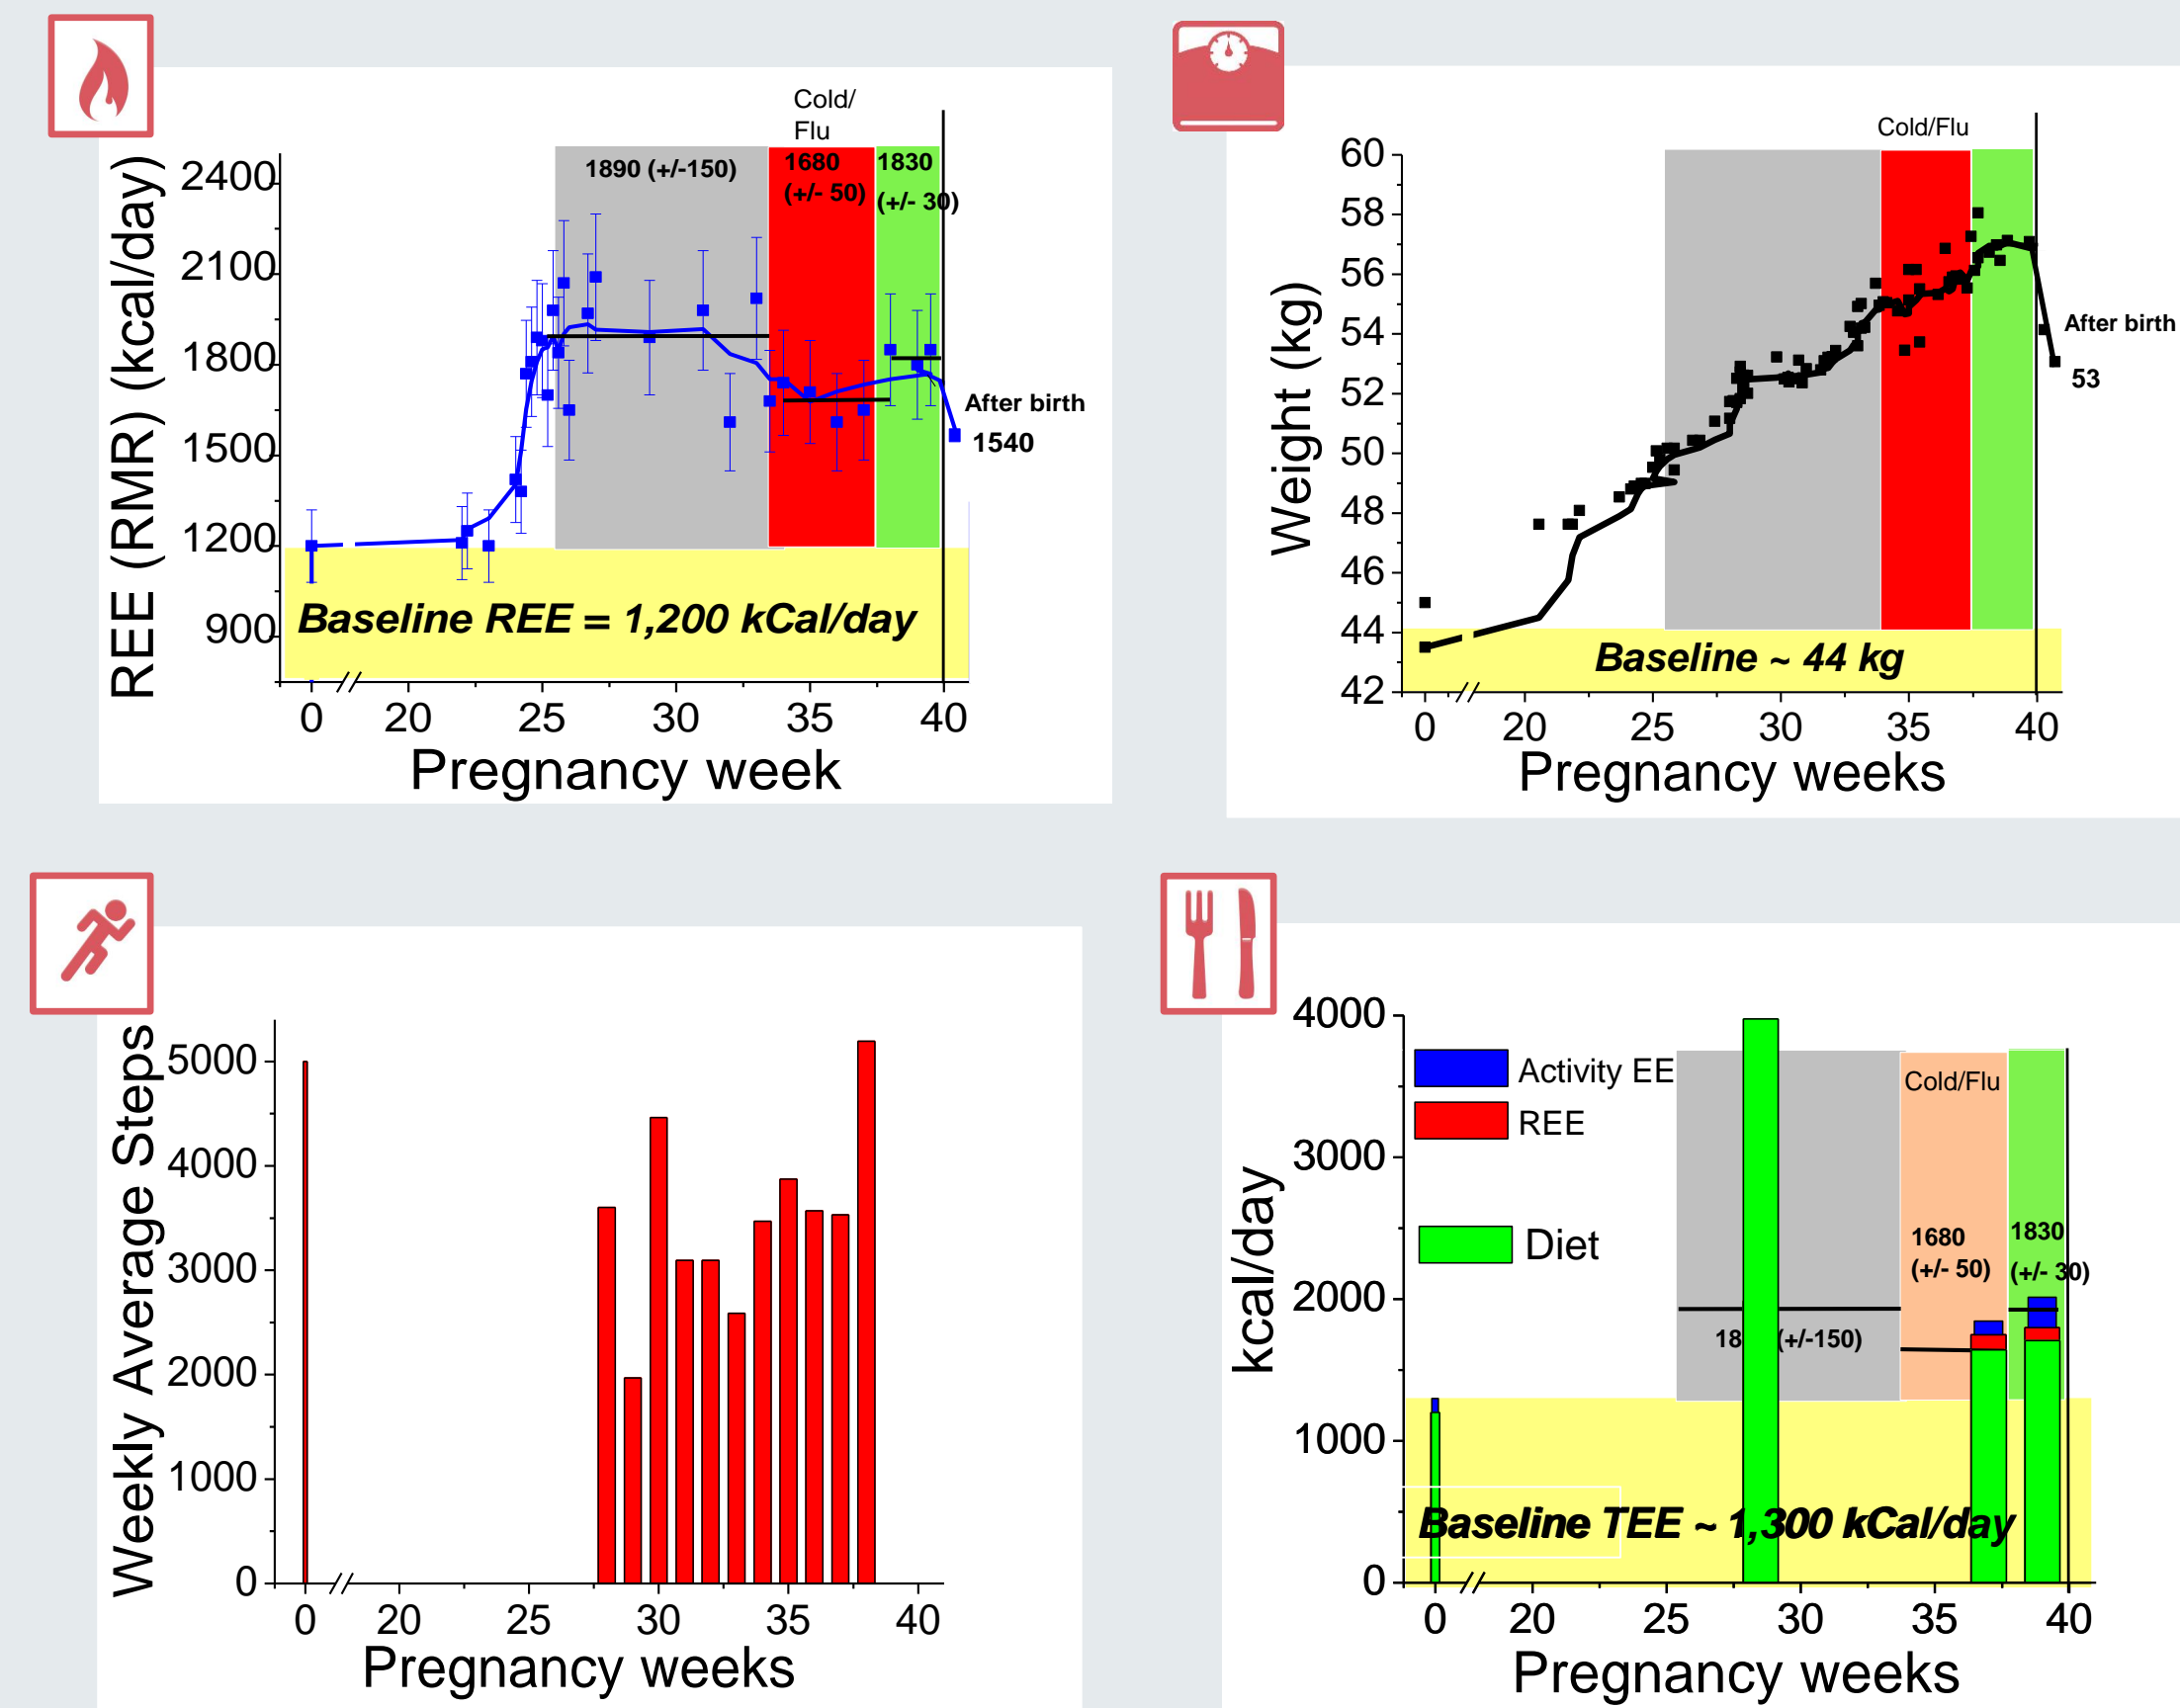 Cold/
Flu
1890 (+/-150)
1680
(+/- 50)
1830
(+/- 30)
2400
2100
1800
1500
1200
900
REE (RMR) (kcal/day)
After birth
1540
Baseline REE = 1,200 kCal/day
0 20 25 30 35 40
Pregnancy week
Cold/Flu
60
58
56
54
52
50
48
46
44
42
Weight (kg)
After birth
53
Baseline ~ 44 kg
0 20 25 30 35 40
Pregnancy weeks
5000
4000
3000
2000
1000
0
Weekly Average Steps
0 20 25 30 35 40
Pregnancy weeks
4000
3000
2000
1000
0
kcal/day
Activity EE
REE
Diet
Cold/Flu
1680
(+/- 50)
1830
(+/- 30)
(+/-150)
Baseline TEE ~ 1,300 kCal/day
0 20 25 30 35 40
Pregnancy weeks